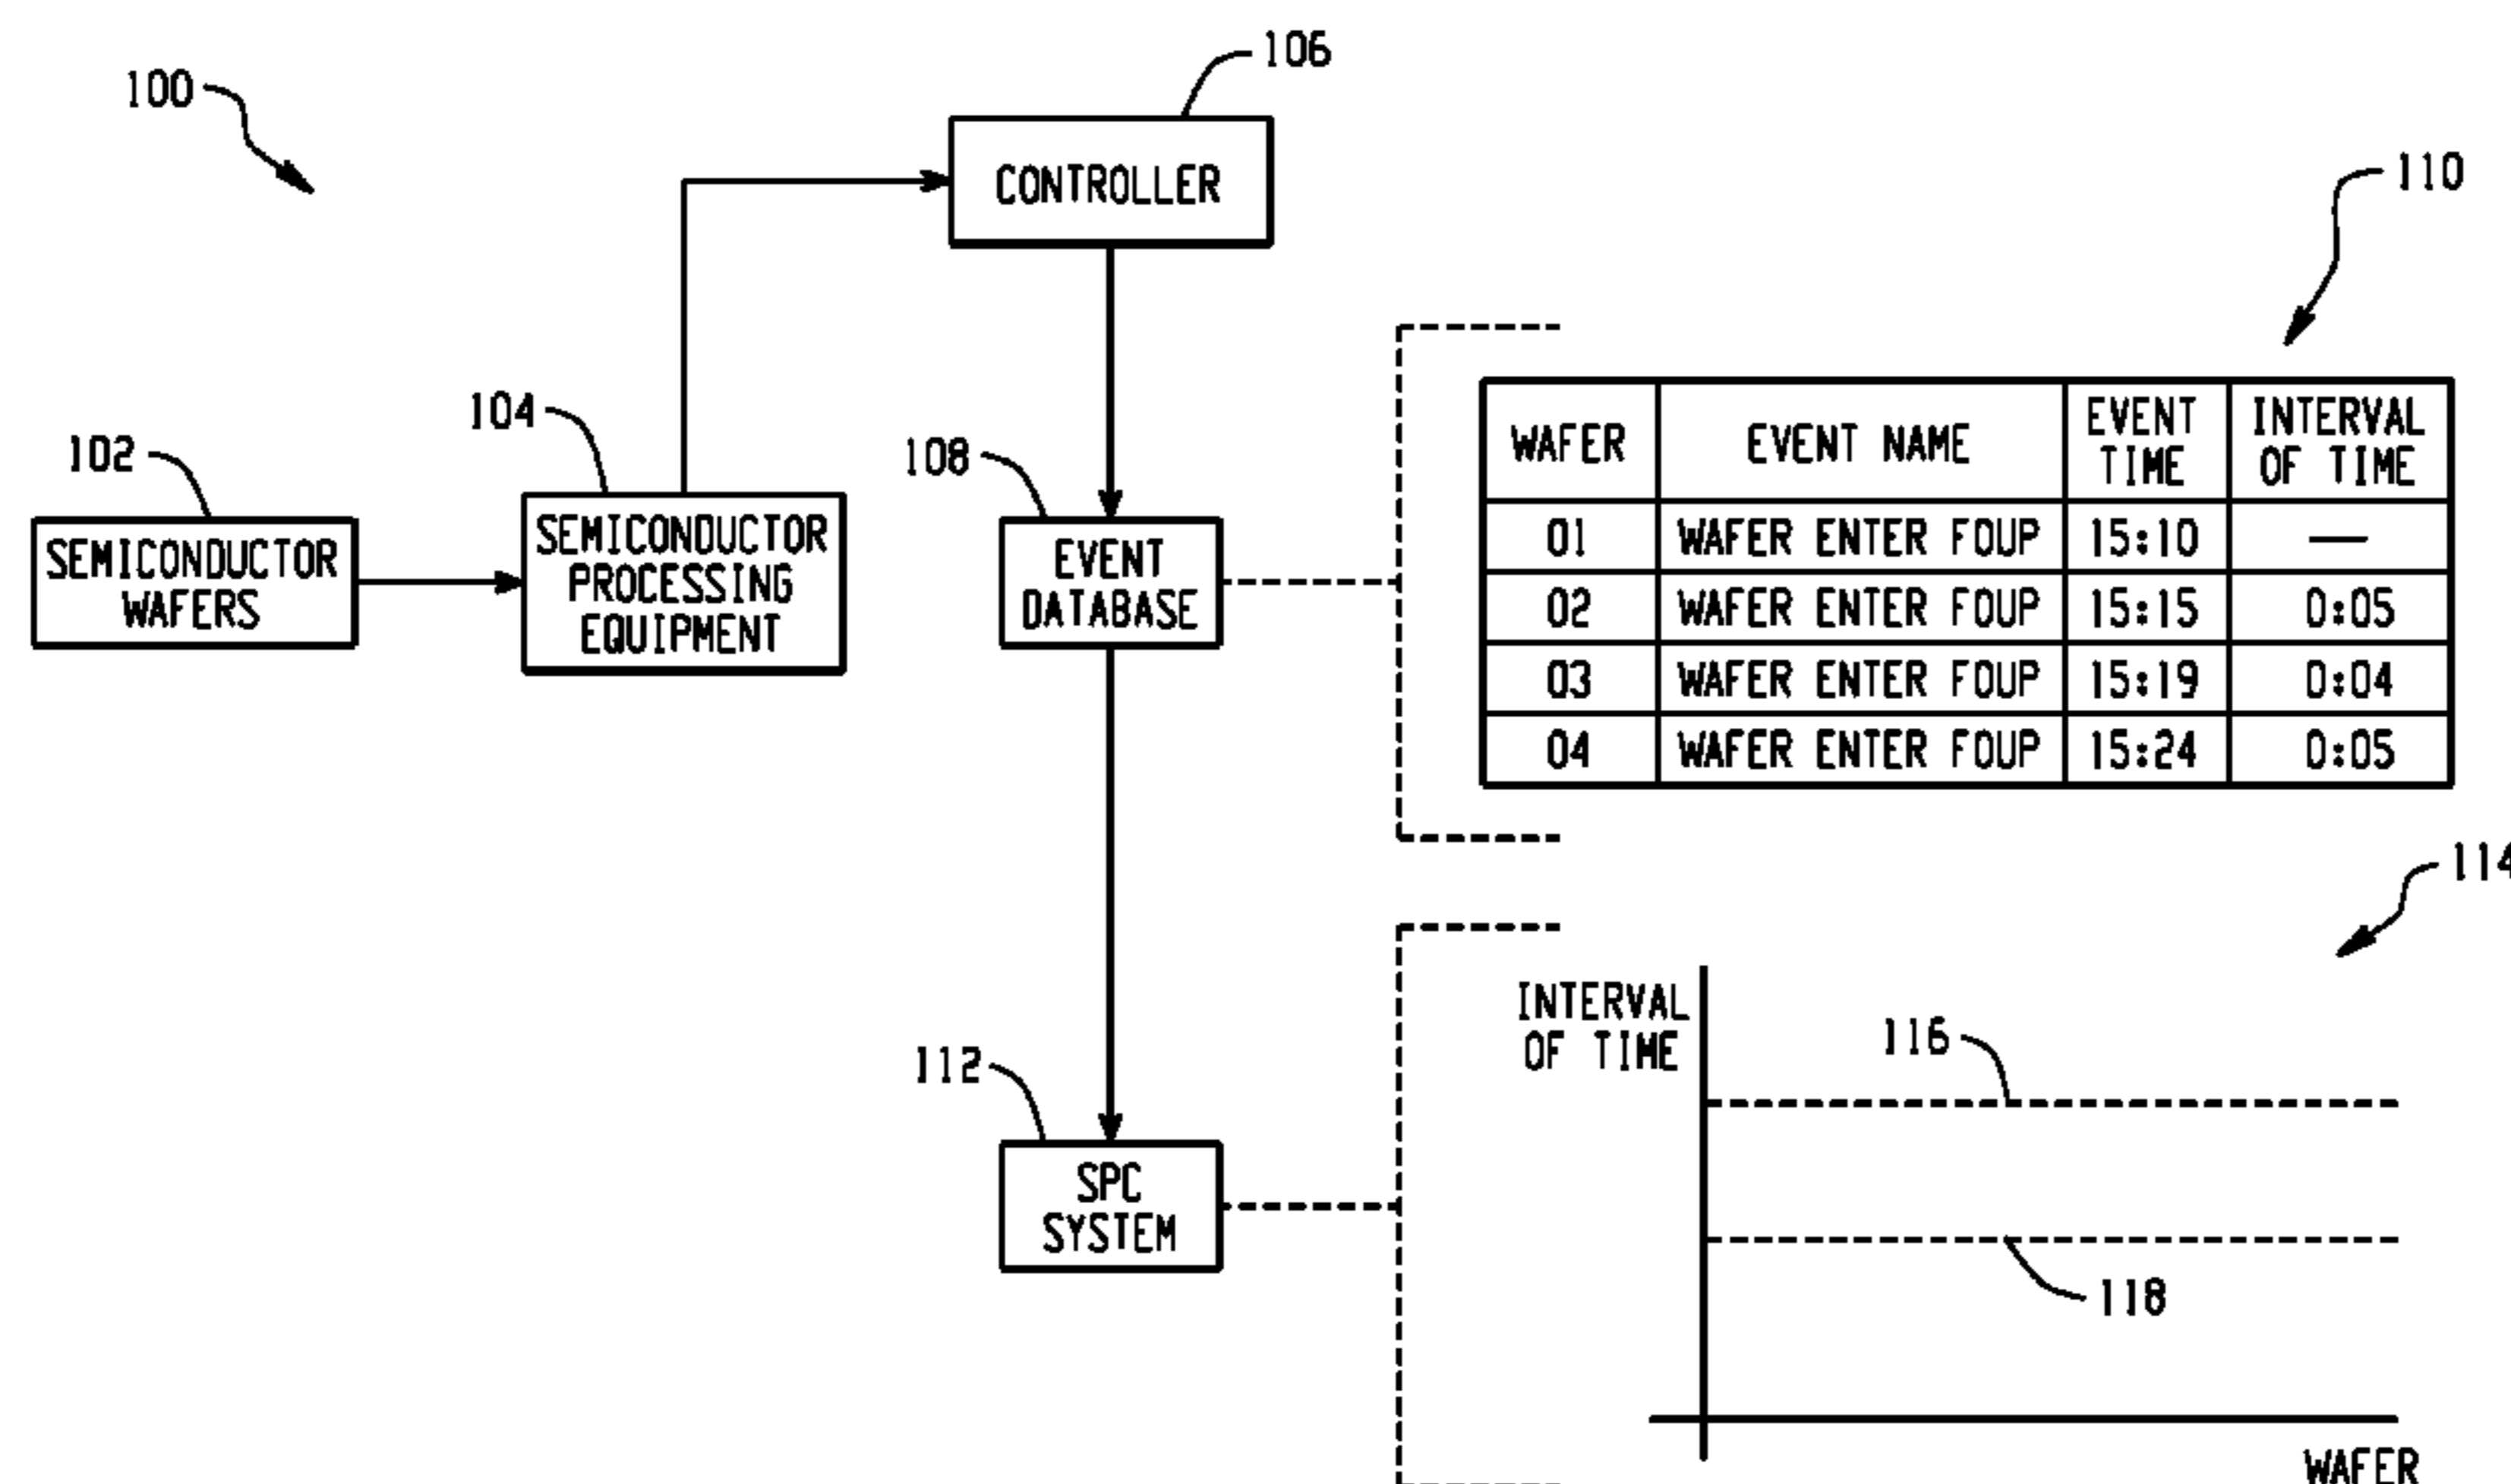 106
100
CONTROLLER
110
104
102
108
SEMICONDUCTOR
WAFERS
SEMICONDUCTOR
PROCESSING
EQUIPMENT
EVENT
DATABASE
WAFER EVENT NAME EVENT TIME INTERVAL OF TIME
01 WAFER ENTER FOUP 15:10 —
02 WAFER ENTER FOUP 15:15 0:05
03 WAFER ENTER FOUP 15:19 0:04
04 WAFER ENTER FOUP 15:24 0:05
114
INTERVAL
OF TIME
116
112
SPC
SYSTEM
118
WAFER